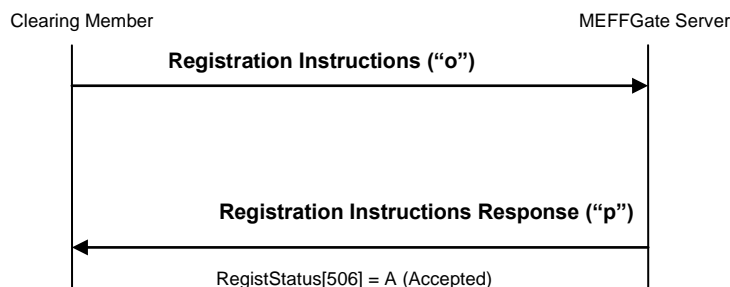 Clearing Member
MEFFGate Server
Registration Instructions (“o”)
Registration Instructions Response (“p”)
RegistStatus[506] = A (Accepted)